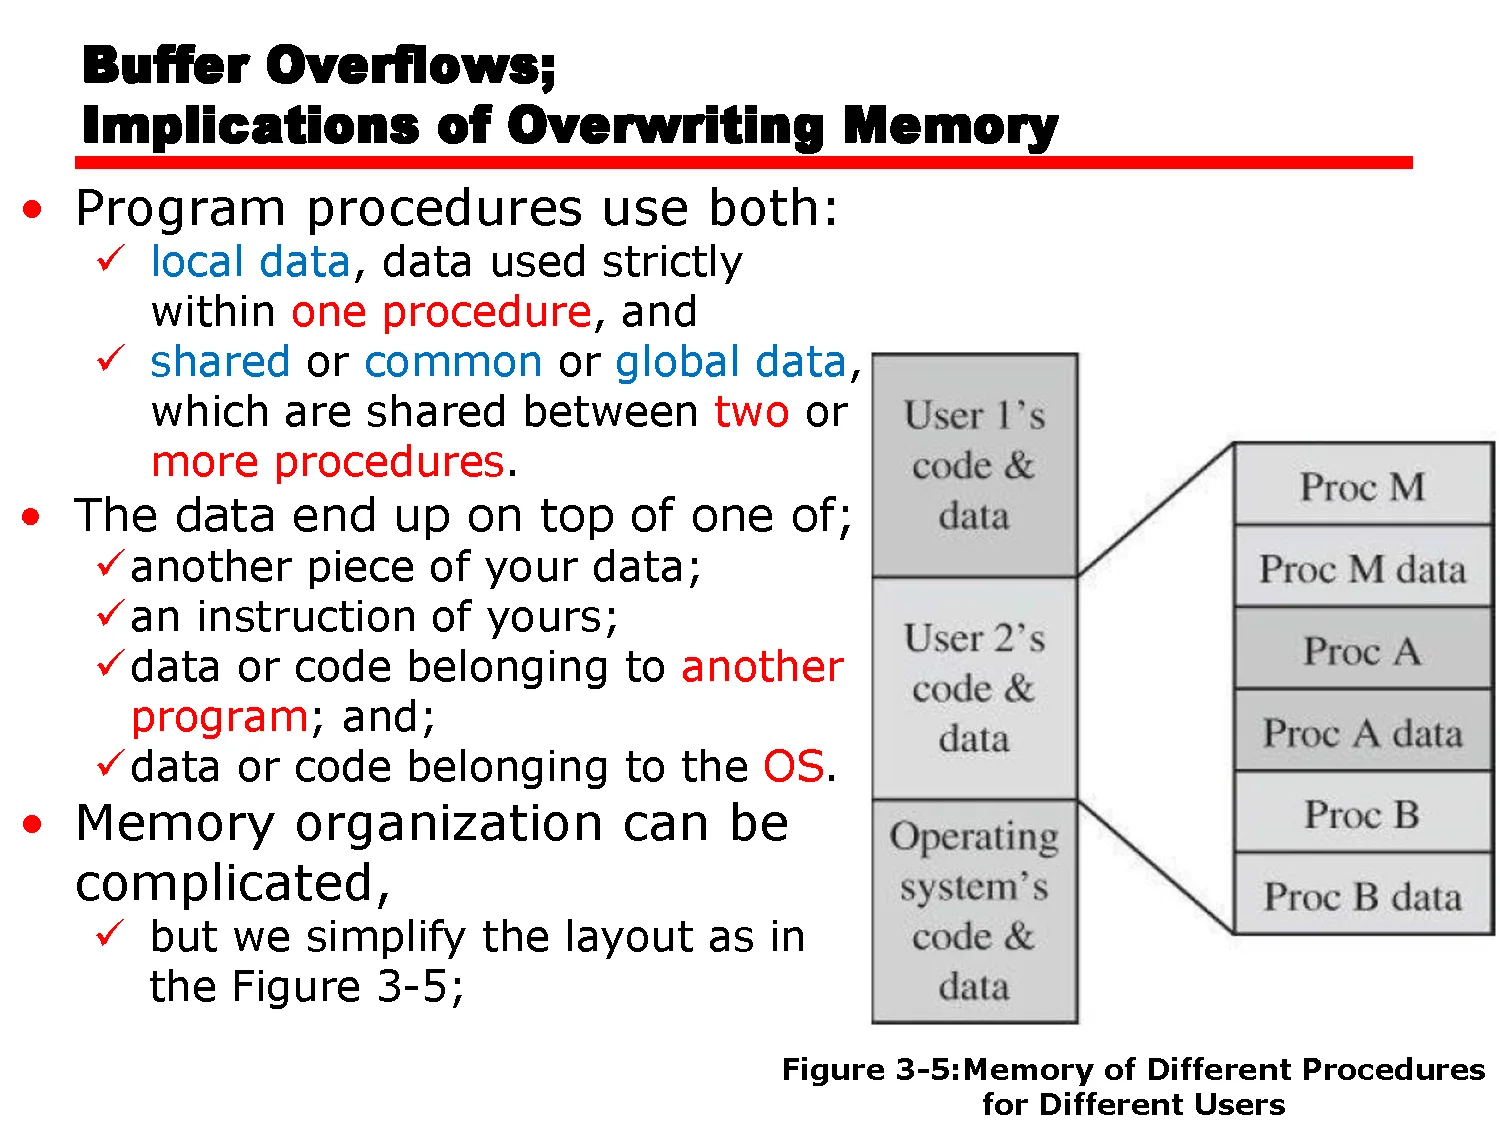 Buffer Overflows;
Implications of Overwriting Memory
• Program procedures use both:
✓ local data, data used strictly
within one procedure, and
✓ shared or common or global data,
which are shared between two or
more procedures.
• The data end up on top of one of;
✓another piece of your data;
✓an instruction of yours;
✓data or code belonging to another
program; and;
✓data or code belonging to the OS.
• Memory organization can be
complicated,
✓ but we simplify the layout as in
the Figure 3-5;
User 1's
code &
data
User 2's
code &
data
Operating
system's
code &
data
Proc M
Proc M data
Proc A
Proc A data
Proc B
Proc B data
Figure 3-5:Memory of Different Procedures
for Different Users